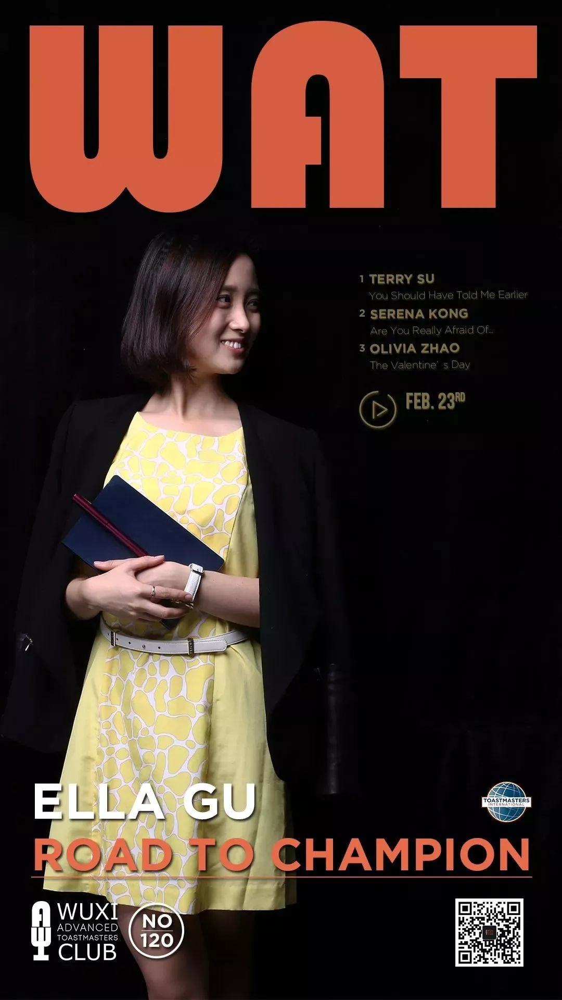 WAT
1 TERRY SU
You Should Have Told Me Earlier
2 SERENA KONG
Are You Really Afraid Of...
3 OLIVIA ZHAO
The Valentine's Day
FEB. 23RD
ELLA GU
TOASTMASTERS
INTERNATIONAL
ROAD TO CHAMPION
WUXI
ADVANCED
TOASTMASTERS
CLUB
NO
120
WAT